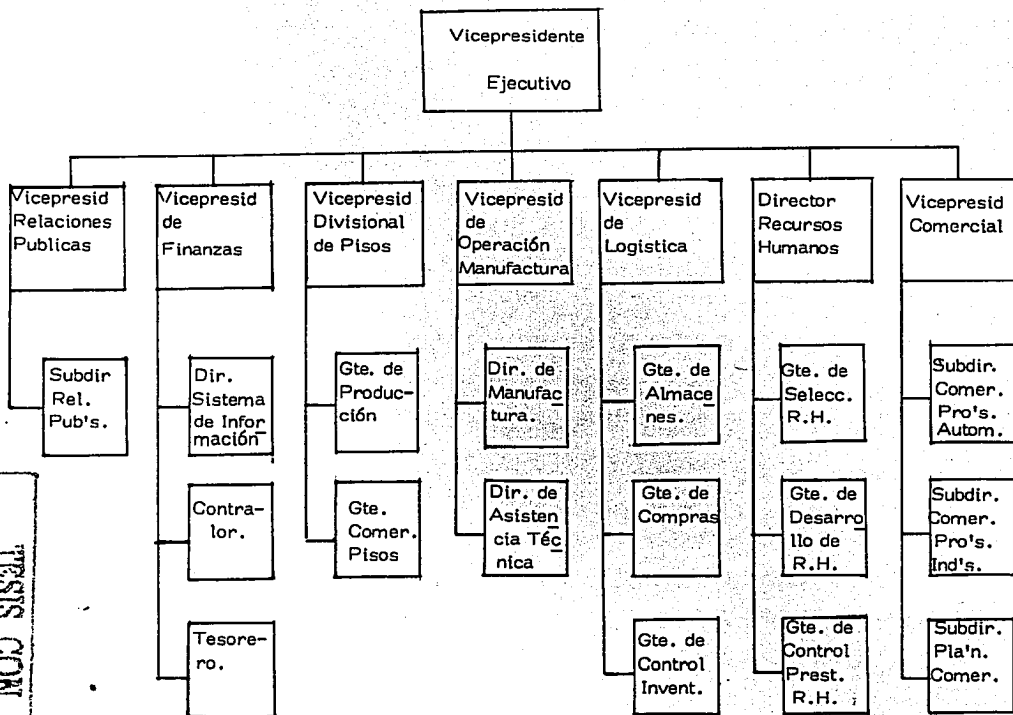 Vicepresidente
Ejecutivo
Vicepresid
Relaciones
Publicas
Vicepresid
de
Finanzas
Vicepresid
Divisional
de Pisos
Vicepresid
de
Operación
Manufactura
Vicepresid
de
Logistica
Director
Recursos
Humanos
Vicepresid
Comercial
Subdir
Rel.
Pub's.
Dir.
Sistema
de Infor
mación
Gte. de
Produc-
ción
Dir. de
Manufac
tura.
Gte. de
Almace
nes.
Gte. de
Selecc.
R.H.
Subdir.
Comer.
Pro's.
Autom.
Contra-
lor.
Gte.
Comer.
Pisos
Dir. de
Asisten
cia Téc
nica
Gte. de
Compras
Gte. de
Desarro
llo de
R.H.
Subdir.
Comer.
Pro's.
Ind's.
Tesore-
ro.
Gte. de
Control
Invent.
Gte. de
Control
Prest.
R.H.
Subdir.
Pla'n.
Comer.
TESIS CON